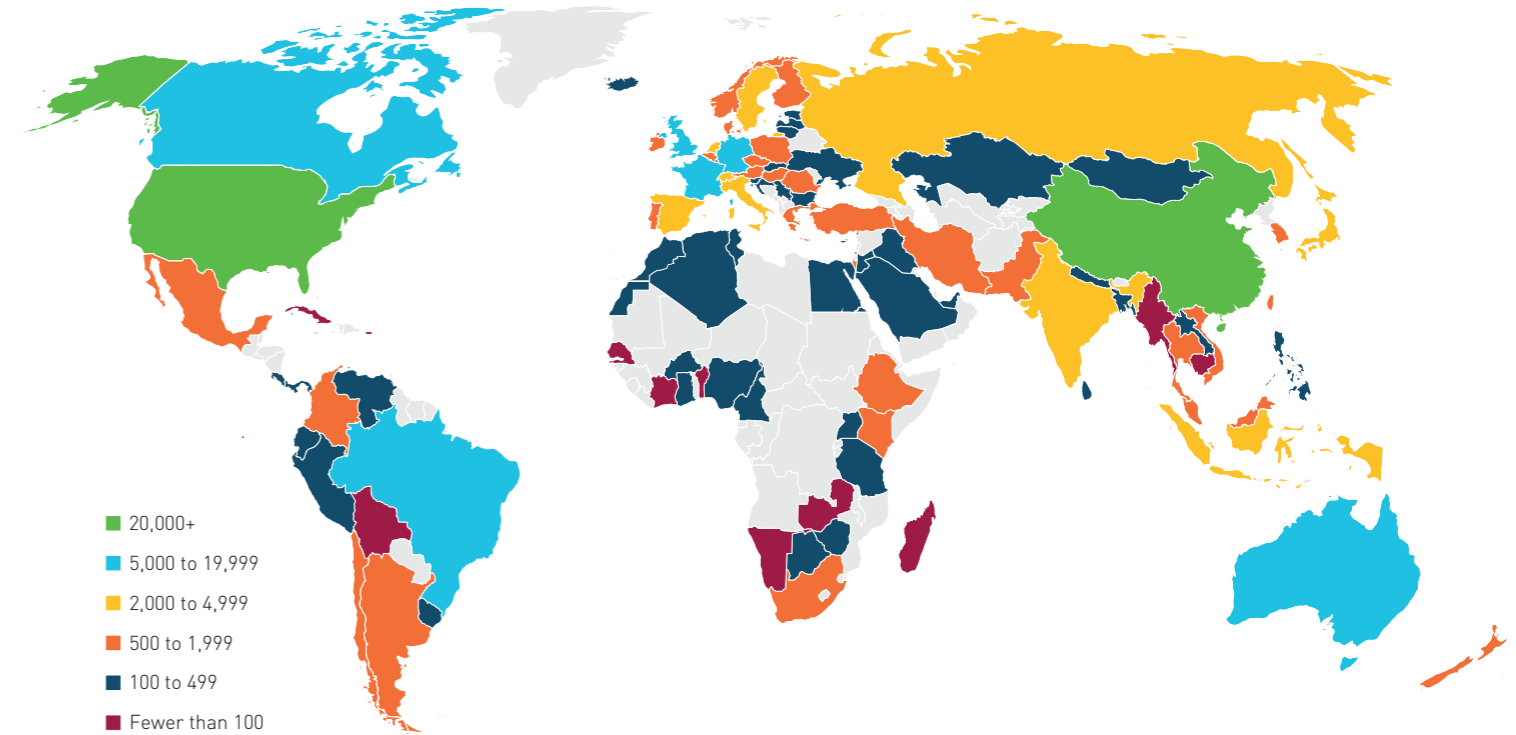 20,000+
5,000 to 19,999
2,000 to 4,999
500 to 1,999
100 to 499
Fewer than 100